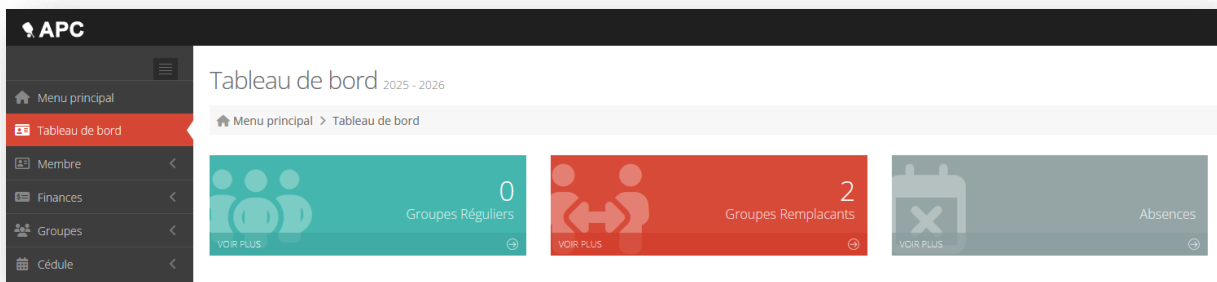 APC
Tableau de bord 2025 - 2026
Menu principal
Menu principal > Tableau de bord
Tableau de bord
Membre
Finances
Groupes
Cédule
0
Groupes Réguliers
VOIR PLUS
2
Groupes Remplacants
VOIR PLUS
Absences
VOIR PLUS